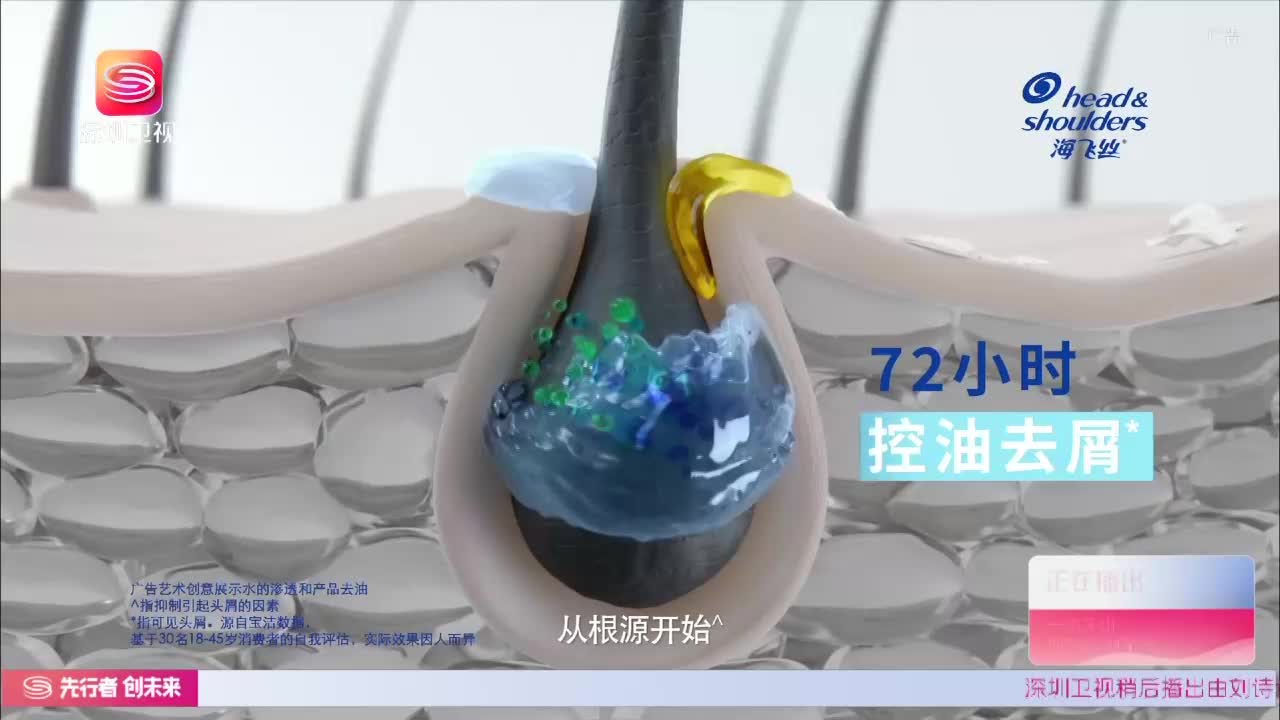 广告
深圳卫视
head&
shoulders
海飞丝
72小时
控油去屑*
广告艺术创意展示水的渗透和产品去油
^指抑制引起头屑的因素
*指可见头屑。源自宝洁数据,
基于30名18-45岁消费者的自我评估,实际效果因人而异
从根源开始^
正在播出
先行者 创未来
深圳卫视稍后播出由刘诗